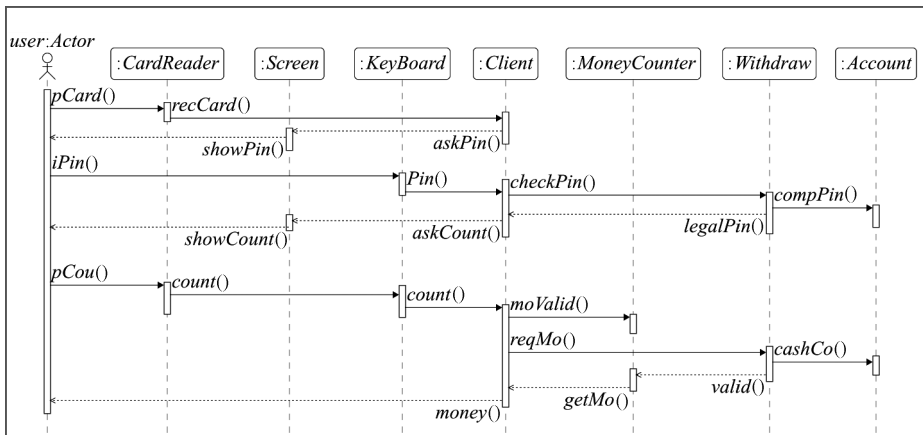 user:Actor
:CardReader
:Screen
:KeyBoard
:Client
:MoneyCounter
:Withdraw
:Account
pCard()
recCard()
showPin()
askPin()
iPin()
Pin()
checkPin()
compPin()
legalPin()
askCount()
showCount()
pCou()
count()
count()
moValid()
reqMo()
cashCo()
valid()
getMo()
money()